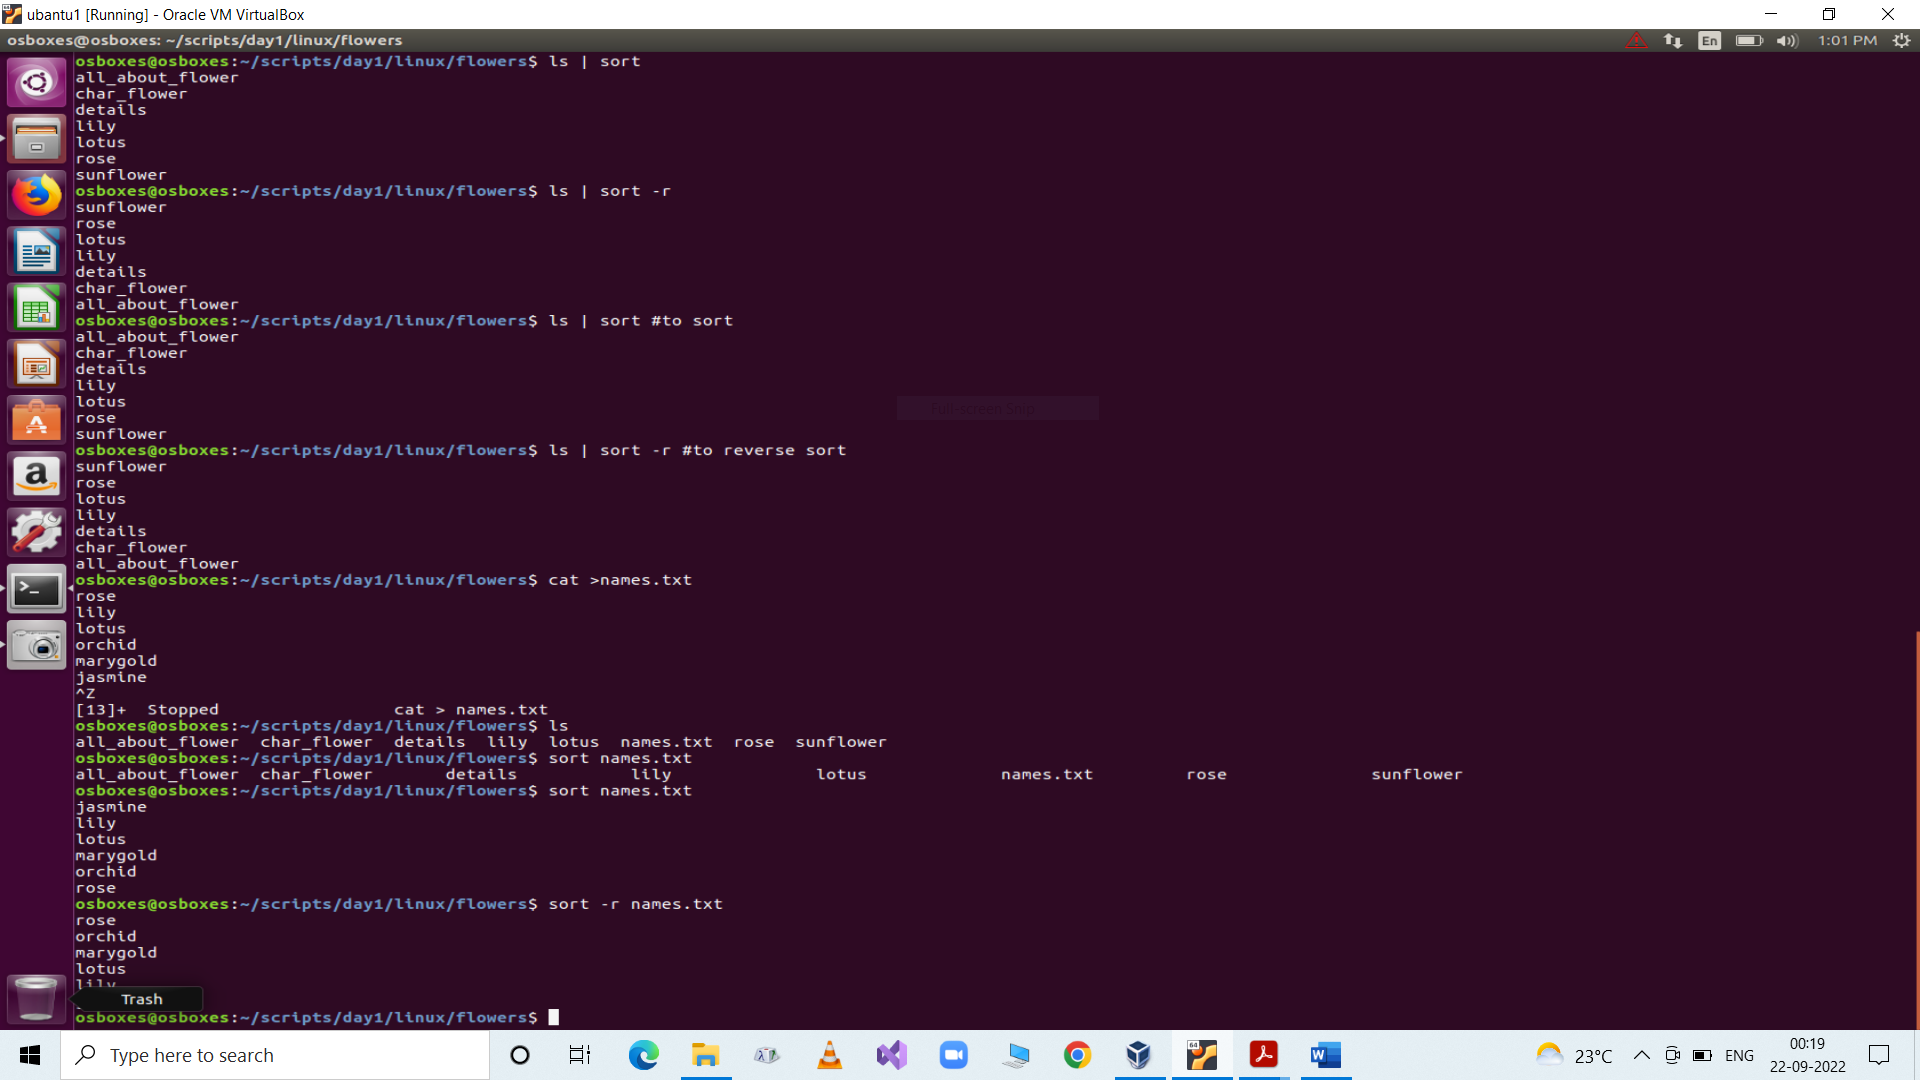 ubantu1 [Running] - Oracle VM VirtualBox
osboxes@osboxes: ~/scripts/day1/linux/flowers
En
1:01 PM
osboxes@osboxes:~/scripts/day1/linux/flowers$ ls | sort
all_about_flower
char_flower
details
lily
lotus
rose
sunflower
osboxes@osboxes:~/scripts/day1/linux/flowers$ ls | sort -r
sunflower
rose
lotus
lily
details
char_flower
all_about_flower
osboxes@osboxes:~/scripts/day1/linux/flowers$ ls | sort #to sort
all_about_flower
char_flower
details
lily
lotus
rose
sunflower
Full-screen Snip
osboxes@osboxes:~/scripts/day1/linux/flowers$ ls | sort -r #to reverse sort
sunflower
rose
lotus
lily
details
char_flower
all_about_flower
osboxes@osboxes:~/scripts/day1/linux/flowers$ cat >names.txt
rose
lily
lotus
orchid
marygold
jasmine
^Z
[13]+  Stopped                 cat > names.txt
osboxes@osboxes:~/scripts/day1/linux/flowers$ ls
all_about_flower  char_flower  details  lily  lotus  names.txt  rose  sunflower
osboxes@osboxes:~/scripts/day1/linux/flowers$ sort names.txt
all_about_flower  char_flower       details           lily              lotus             names.txt         rose              sunflower
osboxes@osboxes:~/scripts/day1/linux/flowers$ sort names.txt
jasmine
lily
lotus
marygold
orchid
rose
osboxes@osboxes:~/scripts/day1/linux/flowers$ sort -r names.txt
rose
orchid
marygold
lotus
lily
Trash
osboxes@osboxes:~/scripts/day1/linux/flowers$
Type here to search
64
23°C
ENG
00:19
22-09-2022